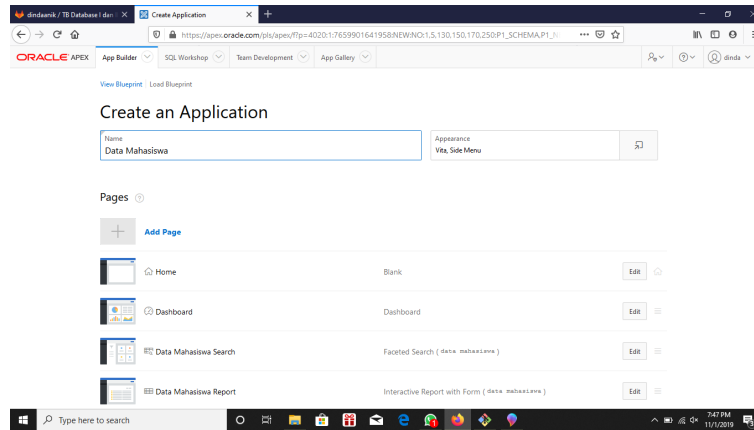 dindaanik / TB Database I dan
Create Application
https://apex.oracle.com/pls/apex/f?p=4020:1:7659901641958:NEW:NO:1,5,130,150,170,250:P1_SCHEMA,P1_N
ORACLE APEX App Builder SQL Workshop Team Development App Gallery dinda
View Blueprint Load Blueprint
Create an Application
Name
Data Mahasiswa
Appearance
Vita, Side Menu
Pages
Add Page
Home Blank Edit
Dashboard Dashboard Edit
Data Mahasiswa Search Faceted Search ( data mahasiswa ) Edit
Data Mahasiswa Report Interactive Report with Form ( data mahasiswa ) Edit
Type here to search
7:47 PM
11/1/2019